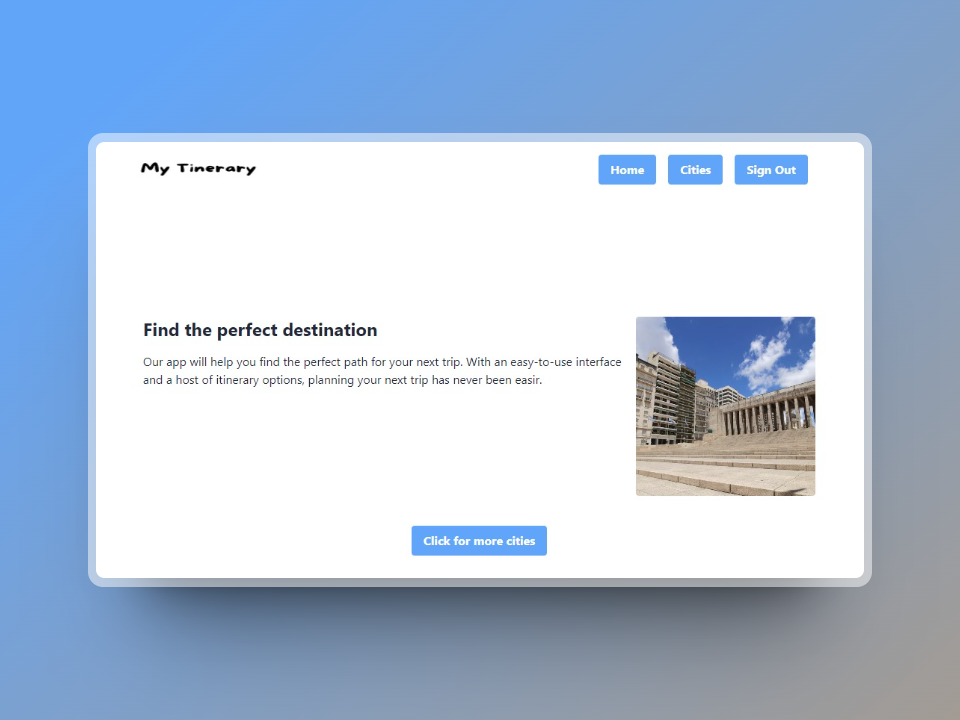 My Tinerary
Home
Cities
Sign Out
Find the perfect destination
Our app will help you find the perfect path for your next trip. With an easy-to-use interface
and a host of itinerary options, planning your next trip has never been easir.
Click for more cities